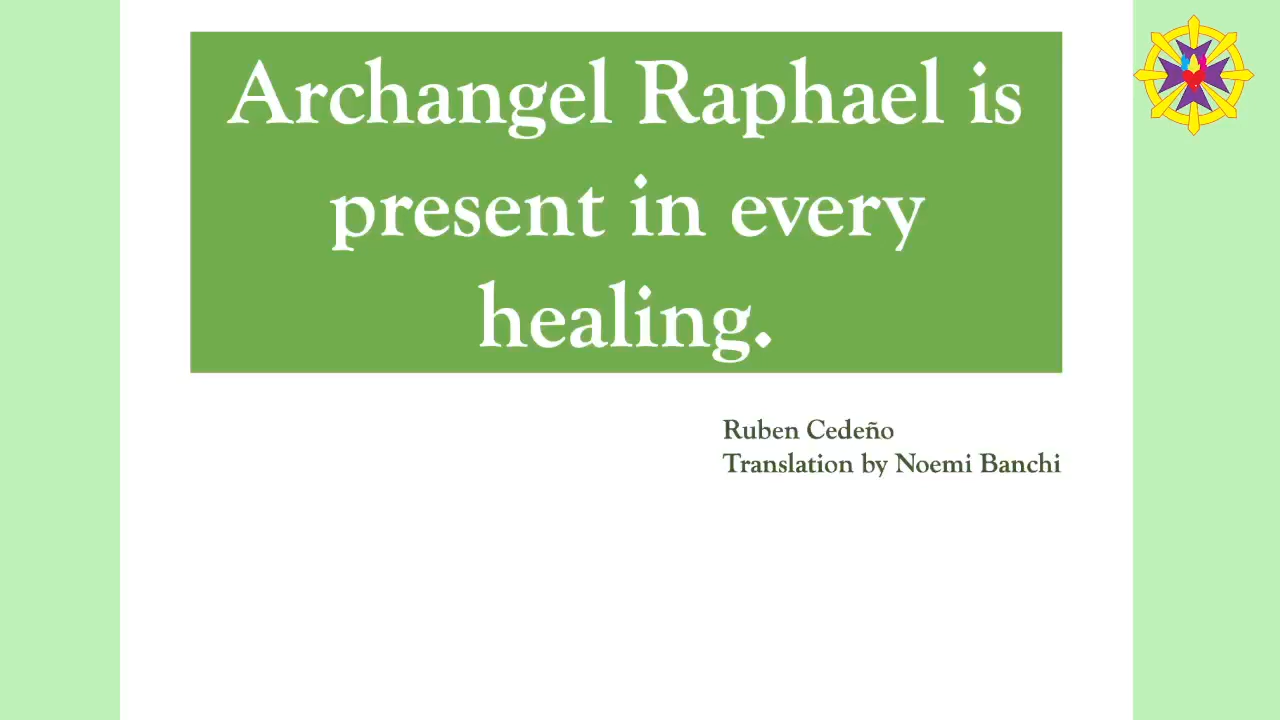 Archangel Raphael is
present in every
healing.
Ruben Cedeño
Translation by Noemi Banchi